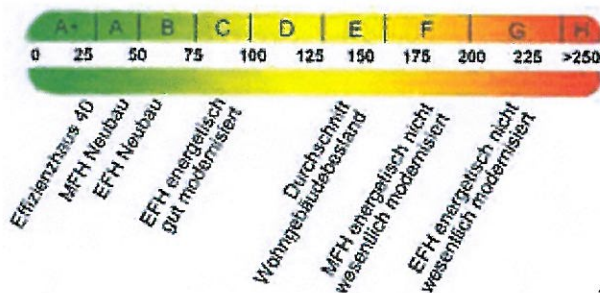 A+ A B C D E F G H
0 25 50 75 100 125 150 175 200 225 >250
Effizienzhaus 40
MFH Neubau
EFH Neubau
EFH energetisch
gut modernisiert
Durchschnitt
Wohngebäudebestand
MFH energetisch nicht
wesentlich modernisiert
EFH energetisch nicht
wesentlich modernisiert